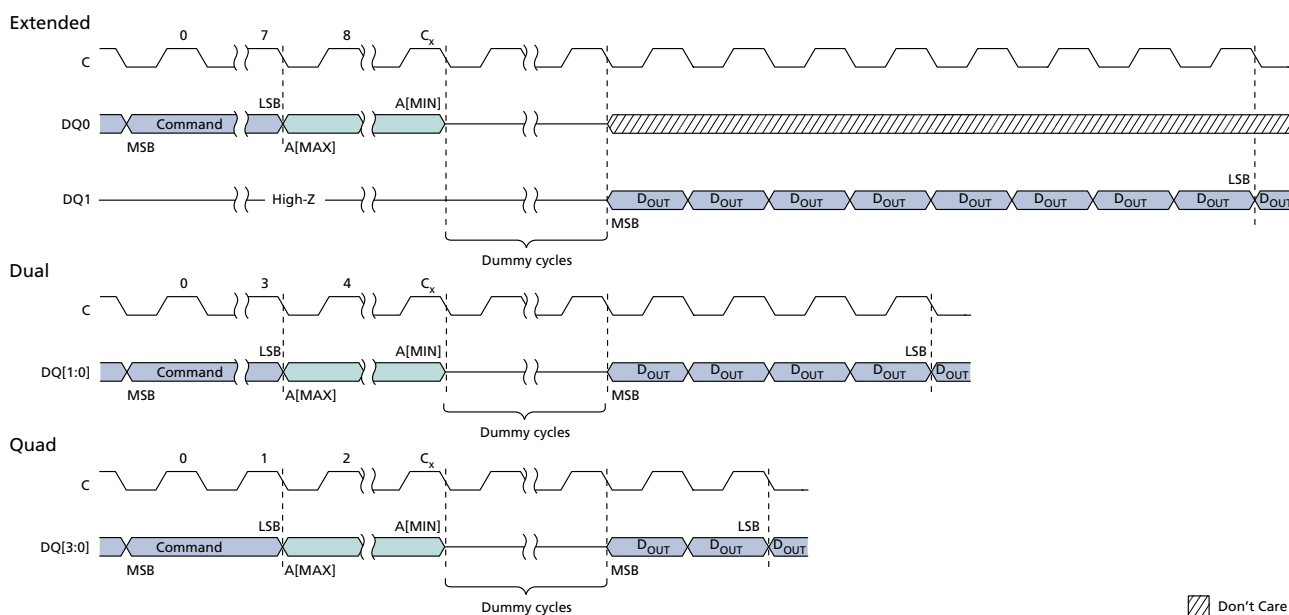 Extended
0 7 8 Cx
C
LSB A[MIN]
DQ0 Command
MSB A[MAX]
LSB
DQ1 High-Z DOUT DOUT DOUT DOUT DOUT DOUT DOUT DOUT DOUT
MSB
Dummy cycles
Dual
0 3 4 Cx
C
LSB A[MIN] LSB
DQ[1:0] Command DOUT DOUT DOUT DOUT DOUT
MSB A[MAX] MSB
Dummy cycles
Quad
0 1 2 Cx
C
LSB A[MIN] LSB
DQ[3:0] Command DOUT DOUT DOUT
MSB A[MAX] MSB
Dummy cycles
Don't Care